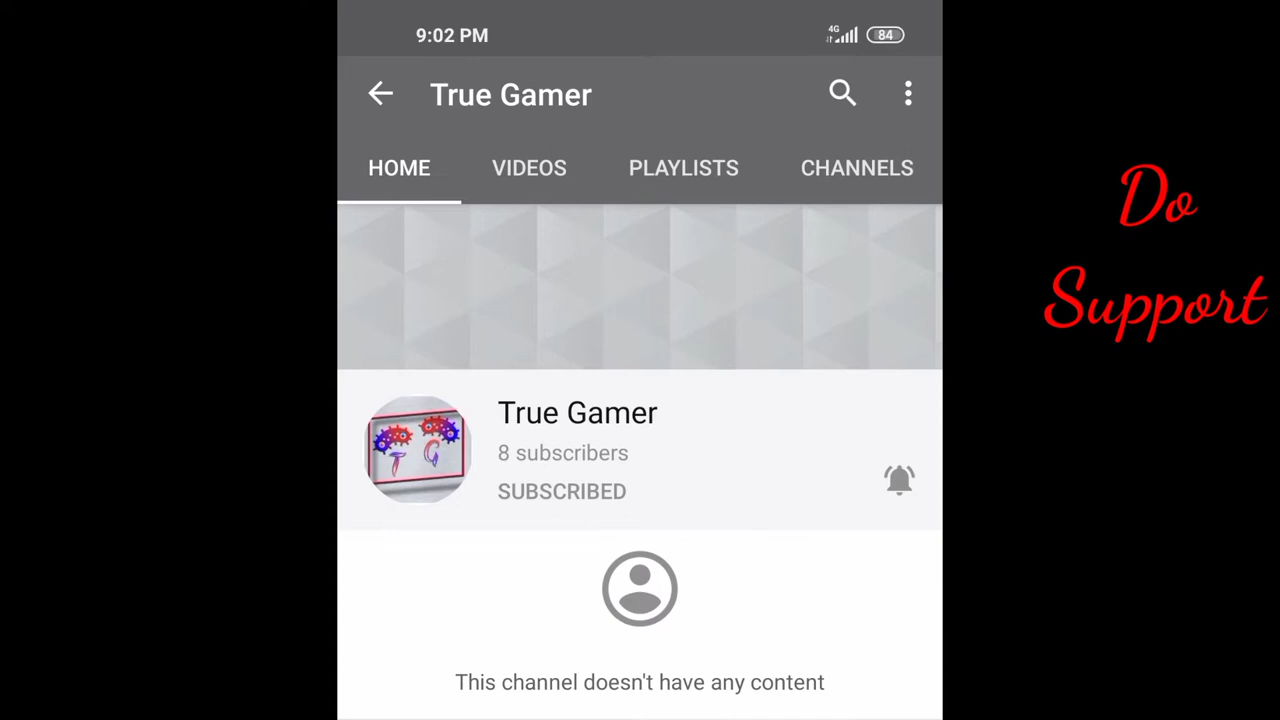 9:02 PM
4G
84
True Gamer
HOME VIDEOS PLAYLISTS CHANNELS
Do
Support
T G
True Gamer
8 subscribers
SUBSCRIBED
This channel doesn't have any content